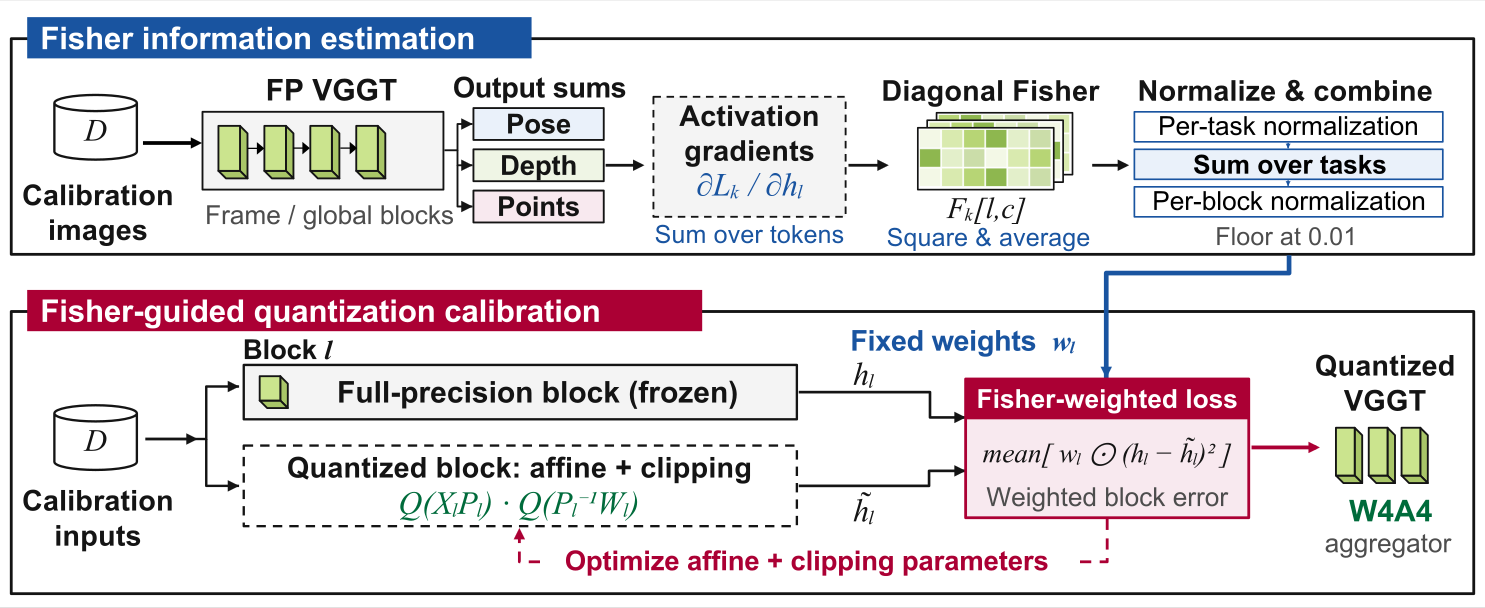 Fisher information estimation
D
Calibration
images
FP VGGT
Frame / global blocks
Output sums
Pose
Depth
Points
Activation
gradients
∂Lₖ / ∂hₗ
Sum over tokens
Diagonal Fisher
Fₖ[l,c]
Square & average
Normalize & combine
Per-task normalization
Sum over tasks
Per-block normalization
Floor at 0.01
Fisher-guided quantization calibration
D
Calibration
inputs
Block l
Full-precision block (frozen)
Quantized block: affine + clipping
Q(XₗPₗ) · Q(Pₗ⁻¹Wₗ)
hₗ
h̃ₗ
Fixed weights wₗ
Fisher-weighted loss
mean[ wₗ ⊙ (hₗ − h̃ₗ)² ]
Weighted block error
Optimize affine + clipping parameters
Quantized
VGGT
W4A4
aggregator